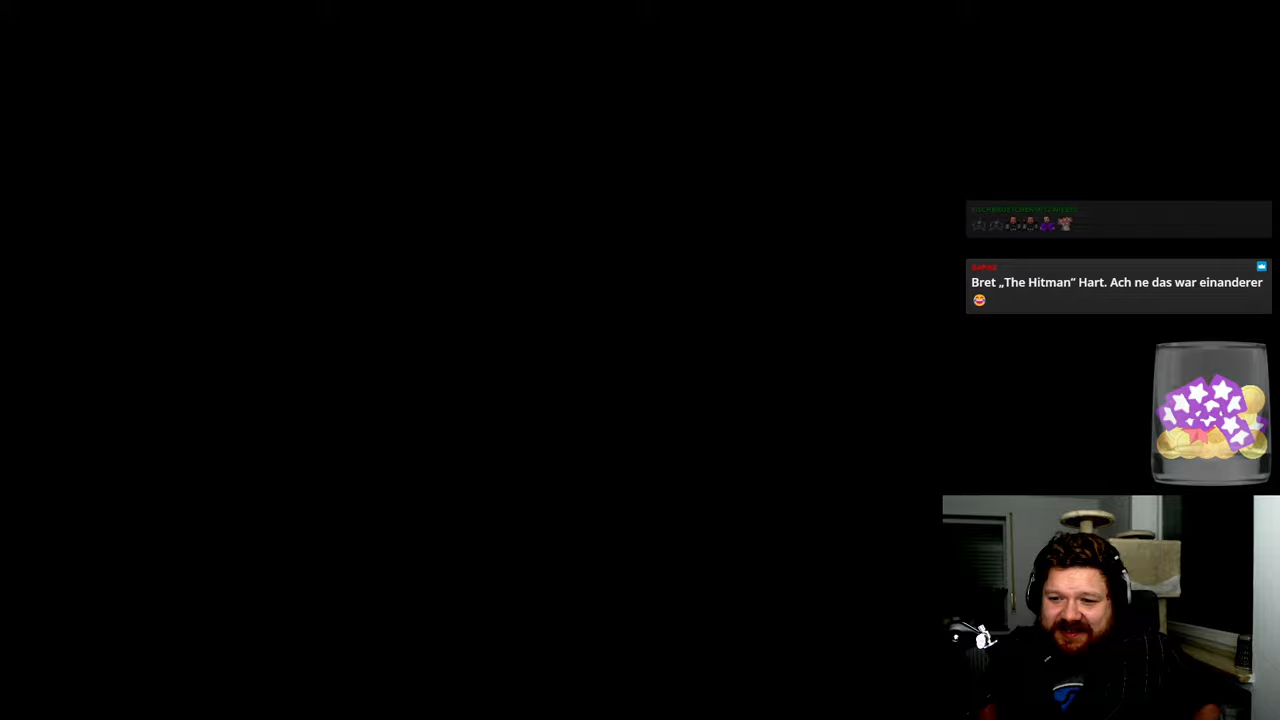 Bret „The Hitman“ Hart. Ach ne das war einanderer